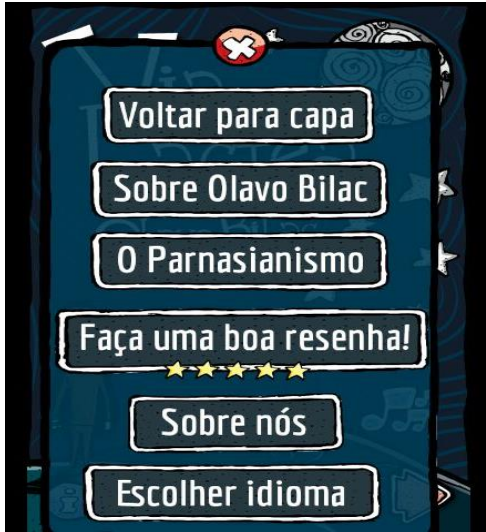 Voltar para capa
Sobre Olavo Bilac
O Parnasianismo
Faça uma boa resenha!
Sobre nós
Escolher idioma